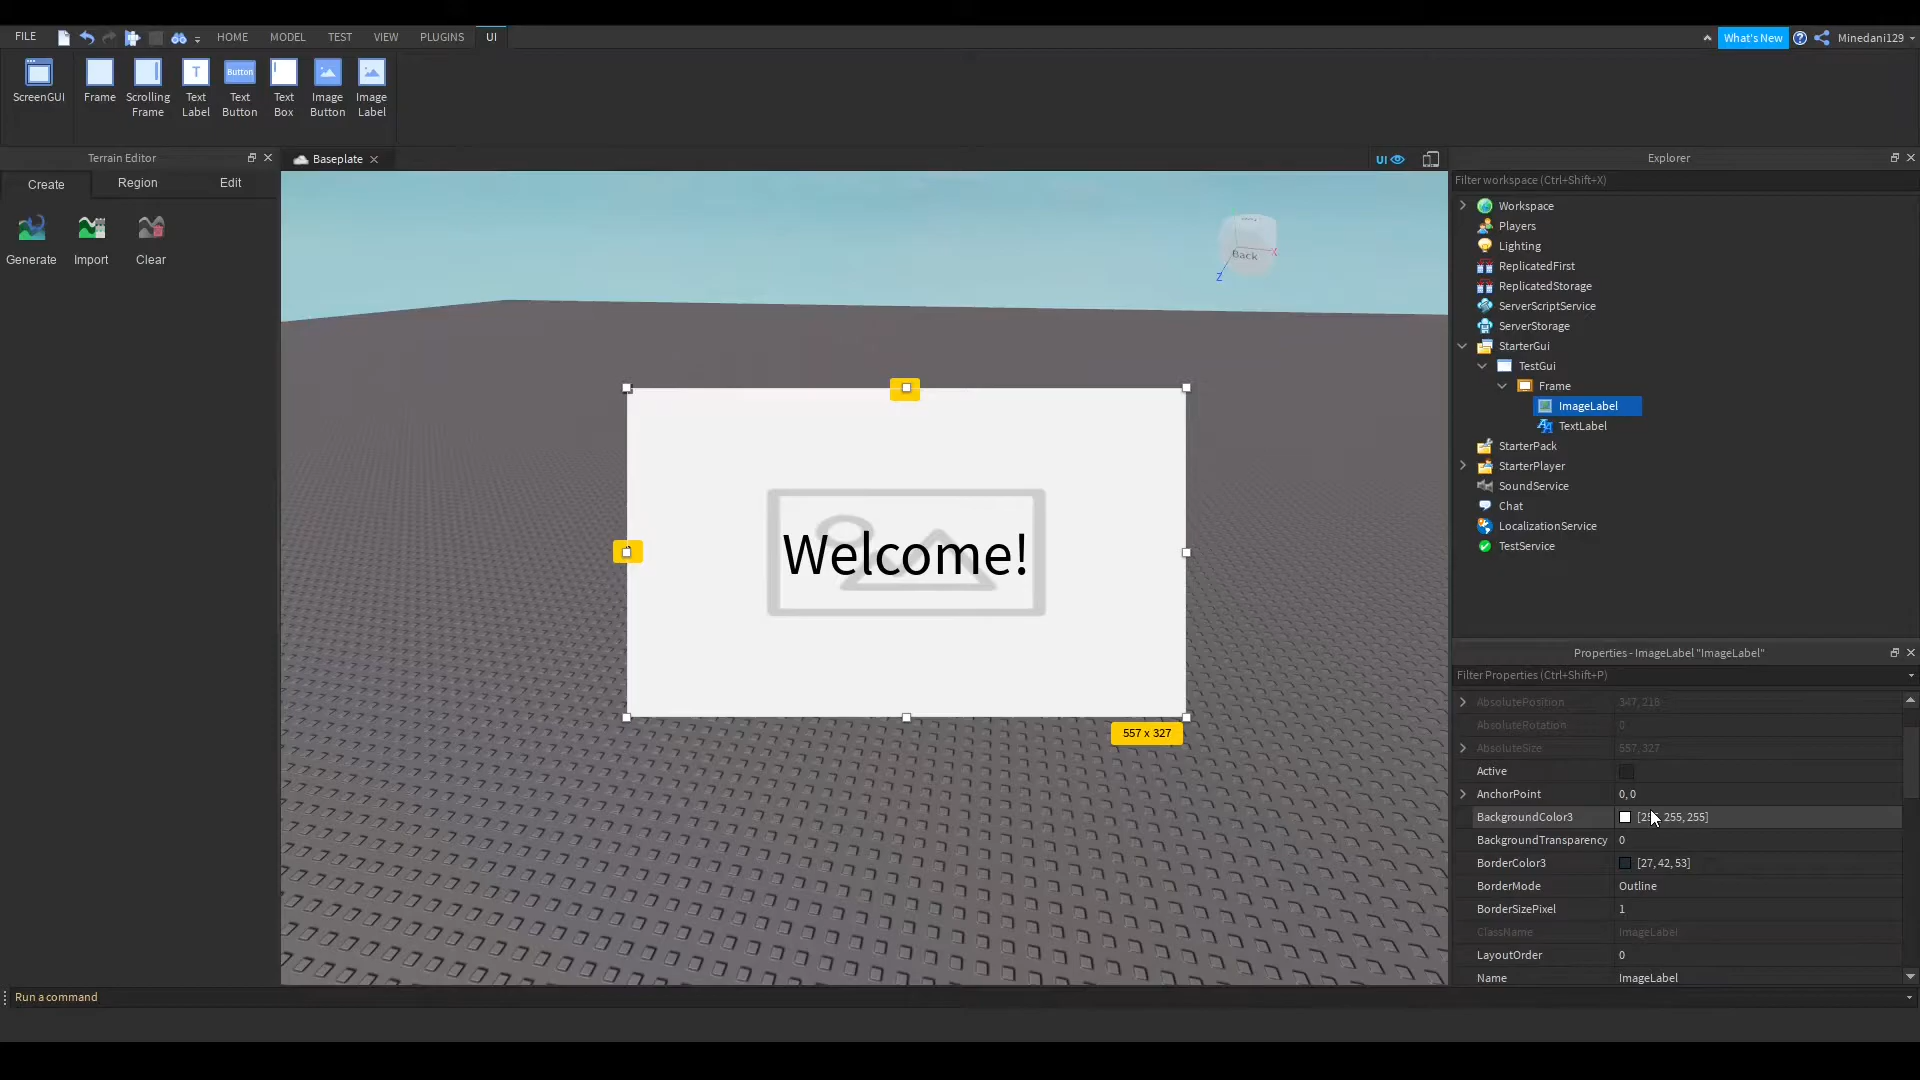 FILE HOME MODEL TEST VIEW PLUGINS UI What's New Minedani129
ScreenGUI Frame Scrolling Frame Text Label Text Button Button Text Box Image Button Image Label
Terrain Editor
Create Region Edit
Generate Import Clear
Baseplate
UI
Back
X
Z
Welcome!
557 x 327
Explorer
Filter workspace (Ctrl+Shift+X)
Workspace
Players
Lighting
ReplicatedFirst
ReplicatedStorage
ServerScriptService
ServerStorage
StarterGui
TestGui
Frame
ImageLabel
TextLabel
StarterPack
StarterPlayer
SoundService
Chat
LocalizationService
TestService
Properties - ImageLabel "ImageLabel"
Filter Properties (Ctrl+Shift+P)
AbsolutePosition 347, 216
AbsoluteRotation 0
AbsoluteSize 557, 327
Active
AnchorPoint 0, 0
BackgroundColor3 255, 255]
BackgroundTransparency 0
BorderColor3 [27, 42, 53]
BorderMode Outline
BorderSizePixel 1
ClassName ImageLabel
LayoutOrder 0
Name ImageLabel
Run a command